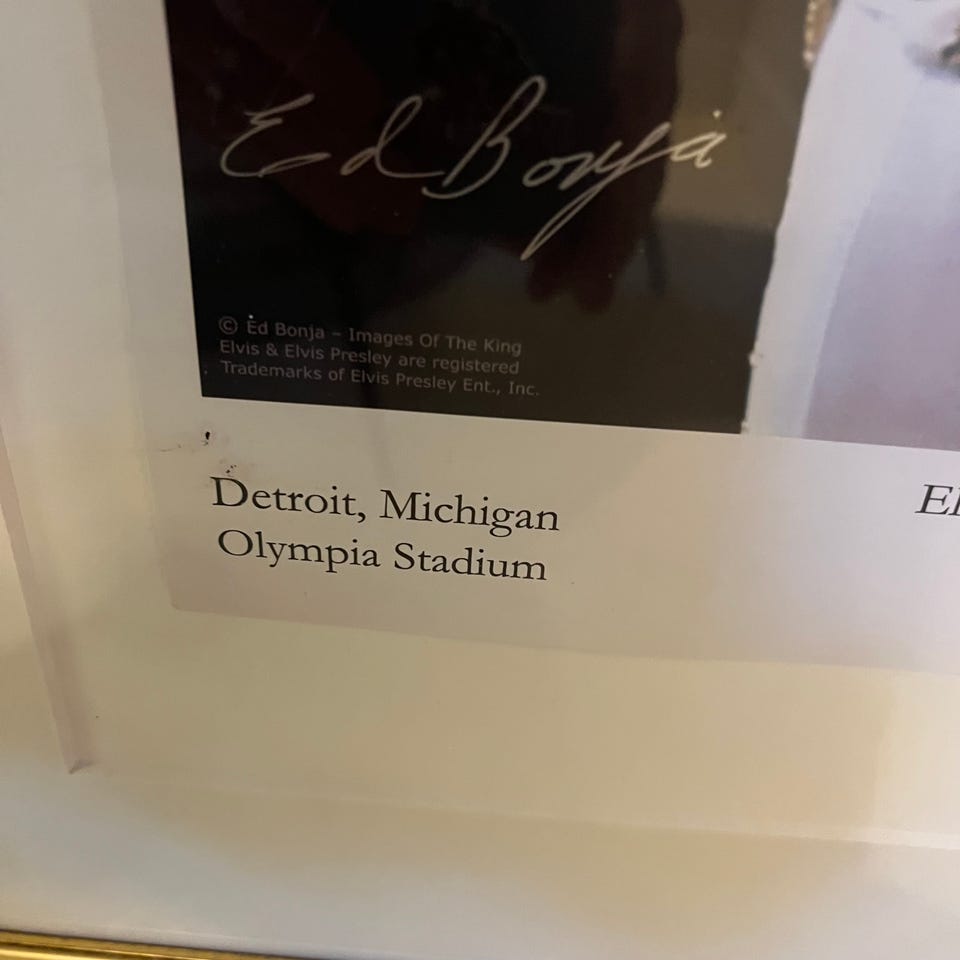 Ed Bonja
© Ed Bonja – Images Of The King
Elvis & Elvis Presley are registered
Trademarks of Elvis Presley Ent., Inc.
Detroit, Michigan
Olympia Stadium